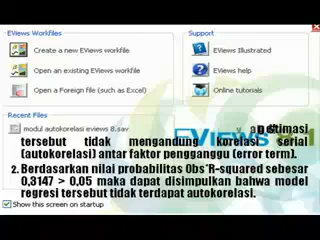 EViews Workfiles
Support
Create a new EViews workfile
EViews Illustrated
Open an existing EViews workfile
EViews help
Open a Foreign file (such as Excel)
Online tutorials
Recent Files
modul autokorelasi eviews 8.sav
EVIEWS 8.1
tersebut tidak mengandung korelasi serial
(autokorelasi) antar faktor pengganggu (error term).
2. Berdasarkan nilai probabilitas Obs*R-squared sebesar
0,3147 > 0,05 maka dapat disimpulkan bahwa model
regresi tersebut tidak terdapat autokorelasi.
Show this screen on startup